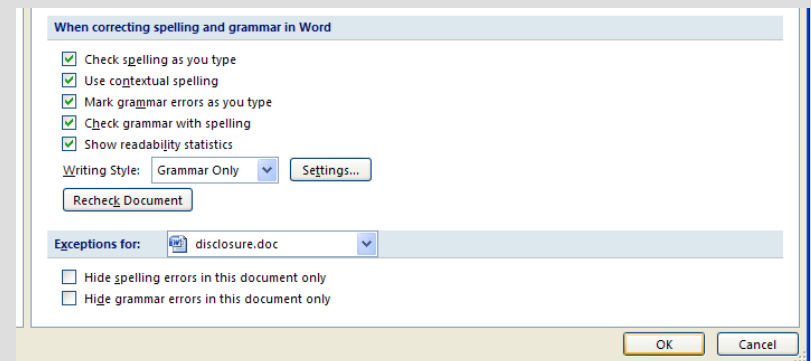 When correcting spelling and grammar in Word
Check spelling as you type
Use contextual spelling
Mark grammar errors as you type
Check grammar with spelling
Show readability statistics
Writing Style: Grammar Only Settings...
Recheck Document
Exceptions for: disclosure.doc
Hide spelling errors in this document only
Hide grammar errors in this document only
OK Cancel